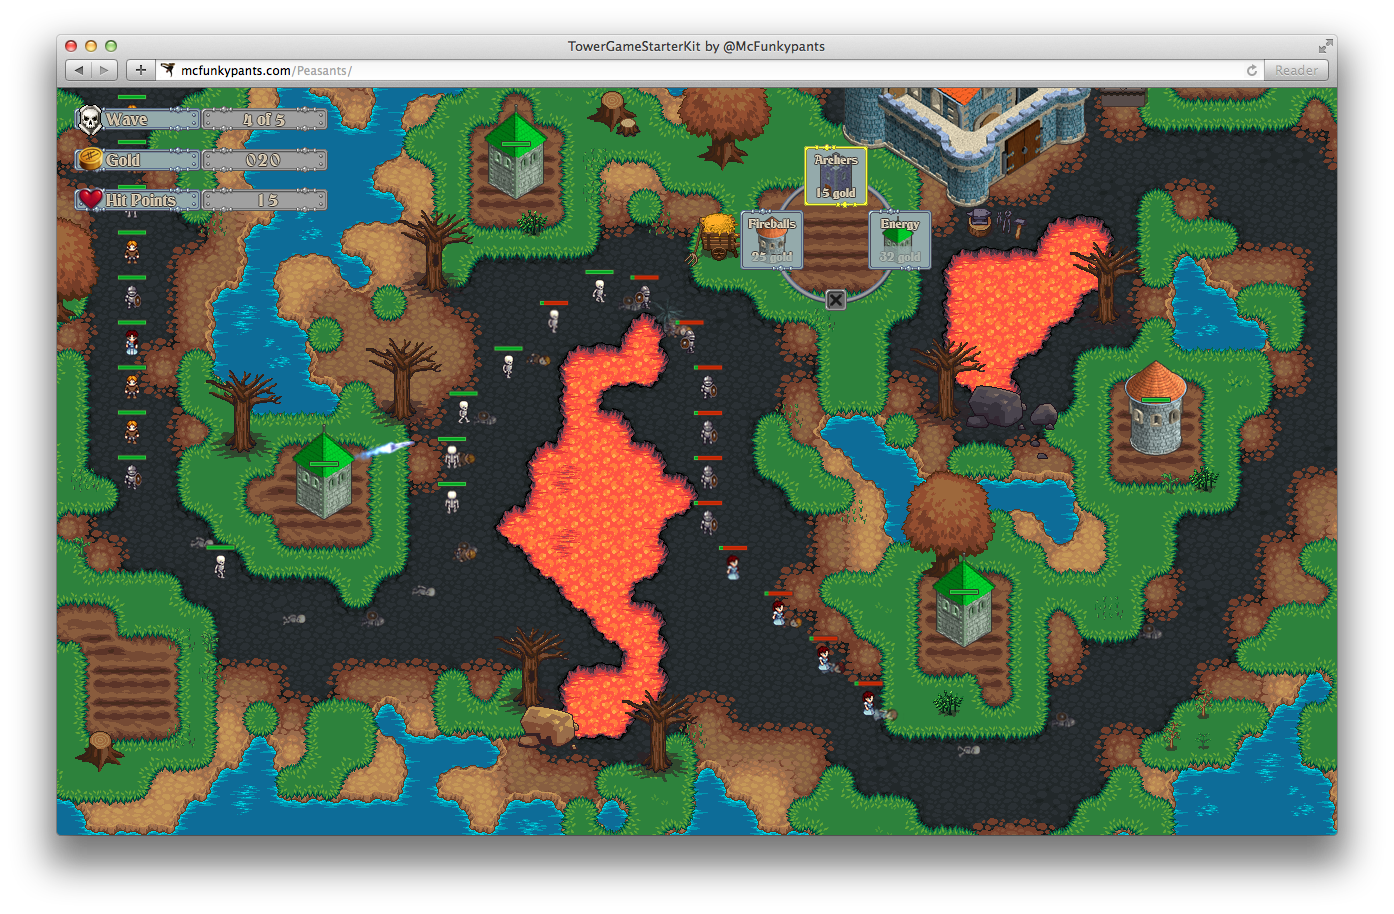 TowerGameStarterKit by @McFunkypants
mcfunkypants.com/Peasants/
Reader
Wave 4 of 5
Gold 020
Hit Points 15
Archers
15 gold
Fireballs
25 gold
Energy
32 gold